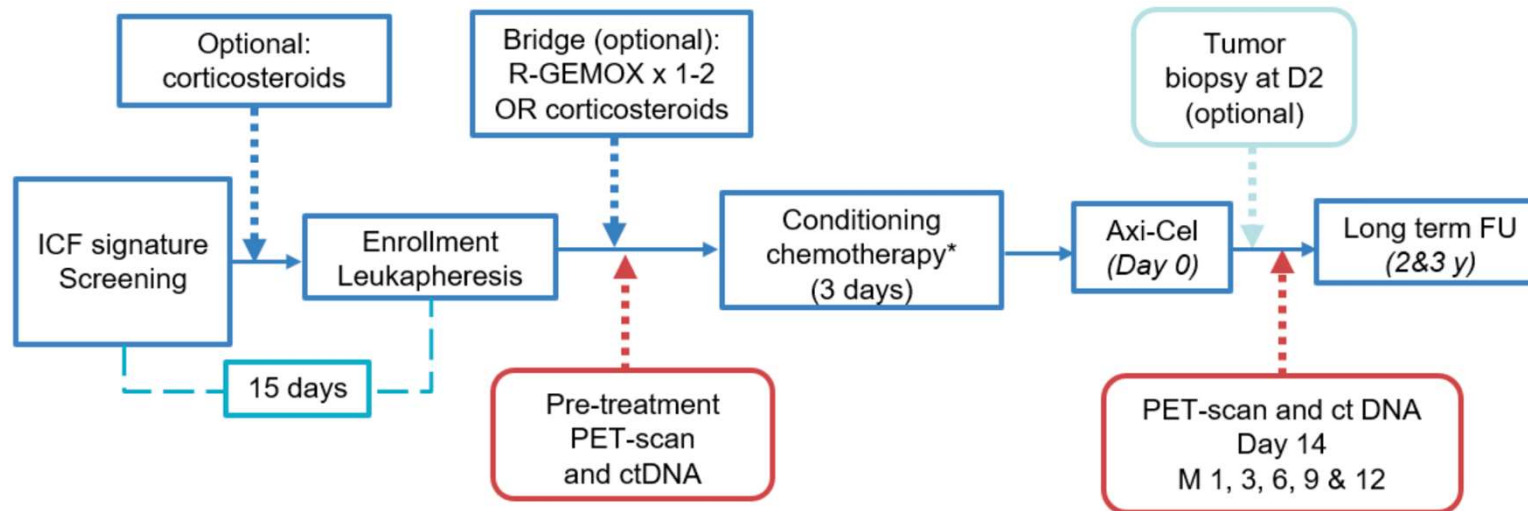 Optional:
corticosteroids
Bridge (optional):
R-GEMOX x 1-2
OR corticosteroids
Tumor
biopsy at D2
(optional)
ICF signature
Screening
Enrollment
Leukapheresis
Conditioning
chemotherapy*
(3 days)
Axi-Cel
(Day 0)
Long term FU
(2&3 y)
15 days
Pre-treatment
PET-scan
and ctDNA
PET-scan and ct DNA
Day 14
M 1, 3, 6, 9 & 12